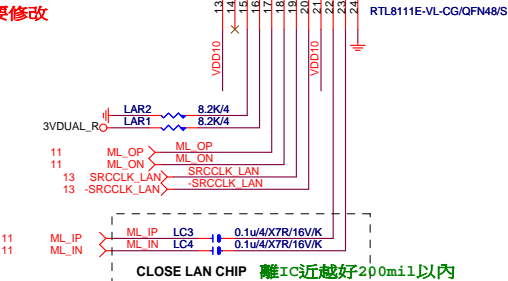 要修改
13 14 15 16 17 18 19 20 21 22 23 24
RTL8111E-VL-CG/QFN48/S
VDD10 VDD10
LAR2 8.2K/4
3VDUAL_R LAR1 8.2K/4
11 ML_OP ML_OP
11 ML_ON ML_ON
13 SRCCLK_LAN SRCCLK_LAN
13 -SRCCLK_LAN -SRCCLK_LAN
11 ML_IP ML_IP LC3 0.1u/4/X7R/16V/K
11 ML_IN ML_IN LC4 0.1u/4/X7R/16V/K
CLOSE LAN CHIP 離IC近越好200mil以內